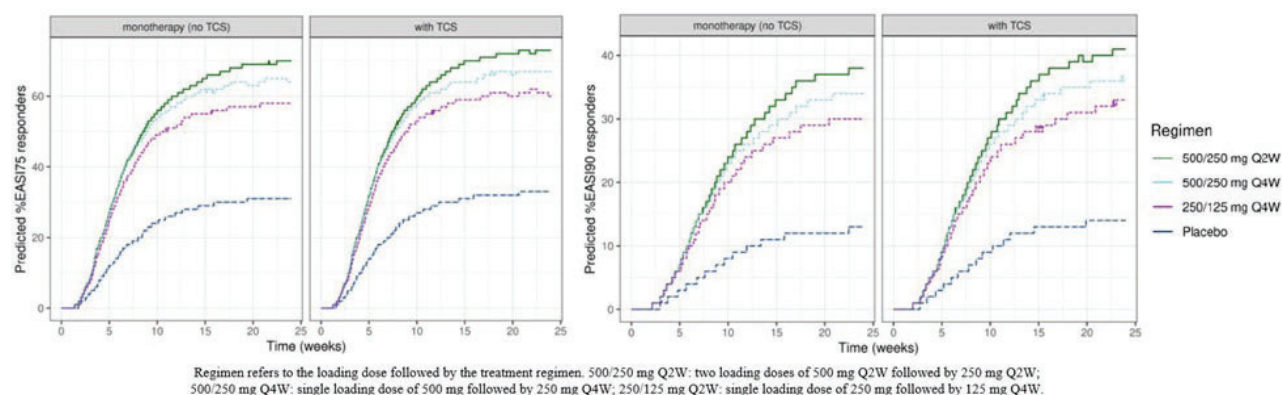 monotherapy (no TCS)
with TCS
Predicted %EASI75 responders
60
40
20
0
0
5
10
15
20
25
0
5
10
15
20
25
Time (weeks)
monotherapy (no TCS)
with TCS
Predicted %EASI90 responders
40
30
20
10
0
0
5
10
15
20
25
0
5
10
15
20
25
Time (weeks)
Regimen
500/250 mg Q2W
500/250 mg Q4W
250/125 mg Q4W
Placebo
Regimen refers to the loading dose followed by the treatment regimen. 500/250 mg Q2W: two loading doses of 500 mg Q2W followed by 250 mg Q2W;
500/250 mg Q4W: single loading dose of 500 mg followed by 250 mg Q4W; 250/125 mg Q2W: single loading dose of 250 mg followed by 125 mg Q4W.